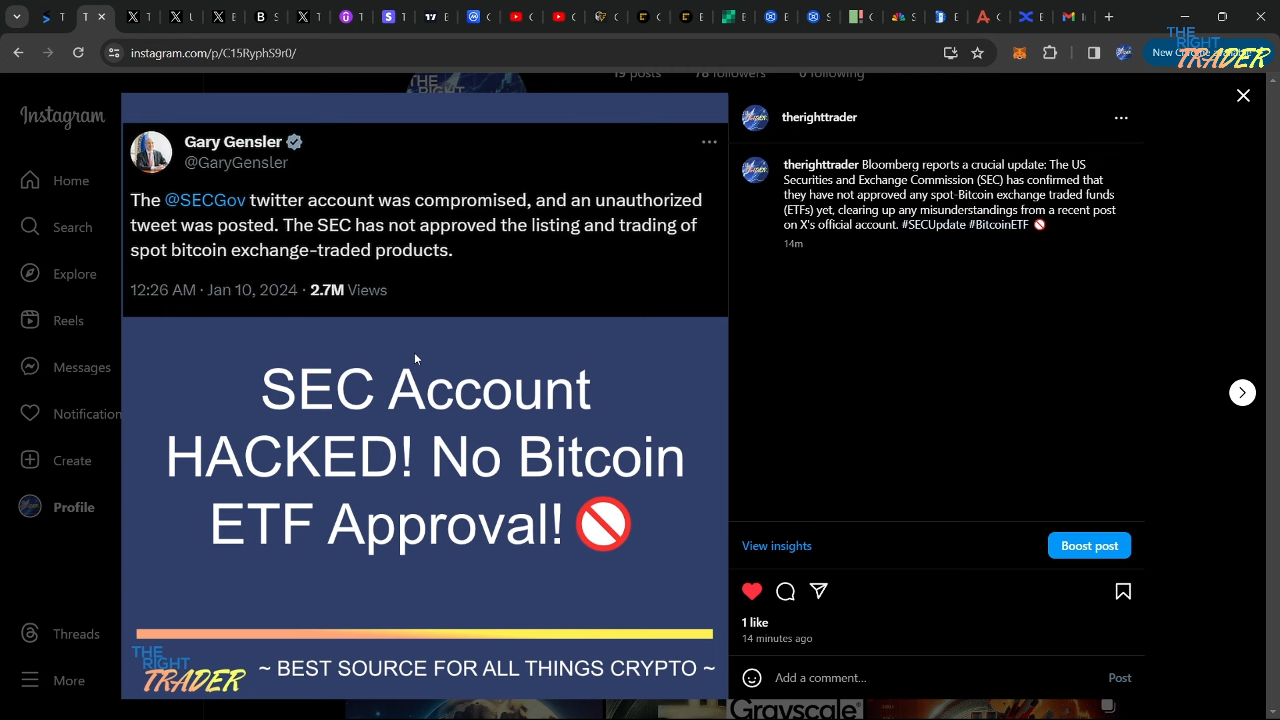 instagram.com/p/C15RyphS9r0/
THE
RIGHT
TRADER
19 posts 78 followers 0 following
Instagram
Home
Search
Explore
Reels
Messages
Notification
Create
Profile
Threads
More
Gary Gensler
@GaryGensler
The @SECGov twitter account was compromised, and an unauthorized
tweet was posted. The SEC has not approved the listing and trading of
spot bitcoin exchange-traded products.
12:26 AM · Jan 10, 2024 · 2.7M Views
SEC Account
HACKED! No Bitcoin
ETF Approval! 🚫
THE
RIGHT
TRADER
~ BEST SOURCE FOR ALL THINGS CRYPTO ~
therighttrader
therighttrader Bloomberg reports a crucial update: The US
Securities and Exchange Commission (SEC) has confirmed that
they have not approved any spot-Bitcoin exchange traded funds
(ETFs) yet, clearing up any misunderstandings from a recent post
on X's official account. #SECUpdate #BitcoinETF 🚫
14m
View insights
Boost post
1 like
14 minutes ago
Add a comment...
Post
Grayscale